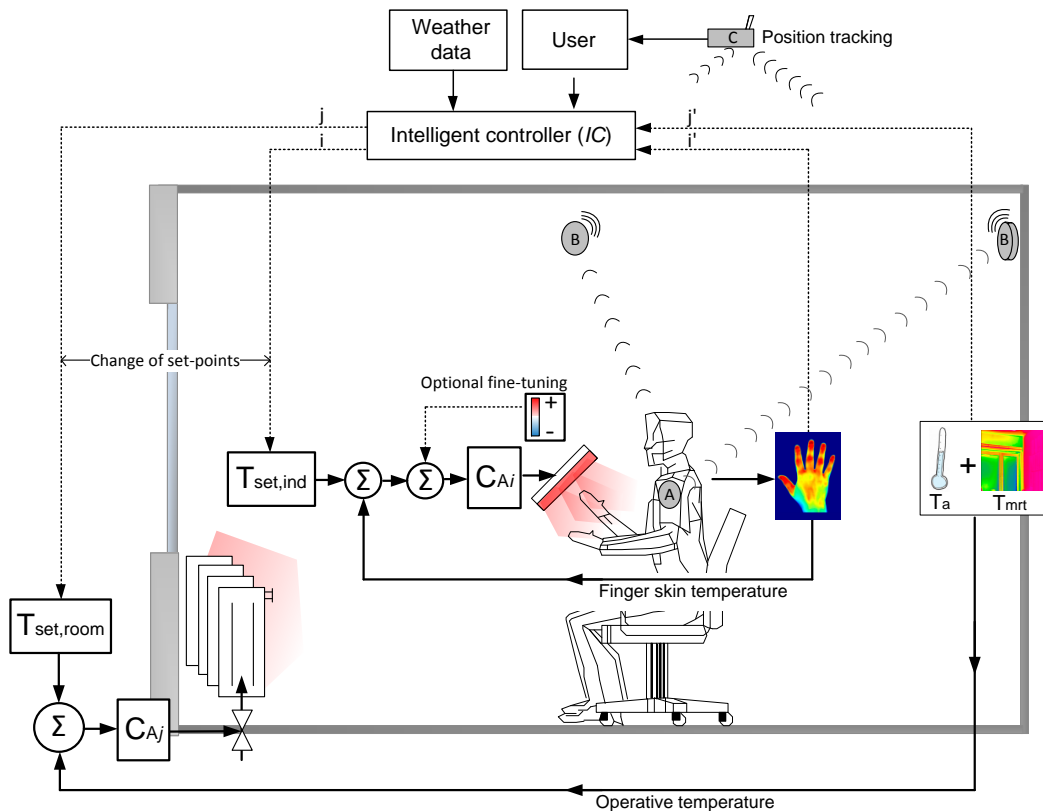 Weather
data
User
C
Position tracking
Intelligent controller (IC)
j
i
j'
i'
B
B
Change of set-points
Optional fine-tuning
+
-
Tset,ind
Σ
Σ
CAi
A
+
Ta
Tmrt
Finger skin temperature
Tset,room
Σ
CAj
Operative temperature